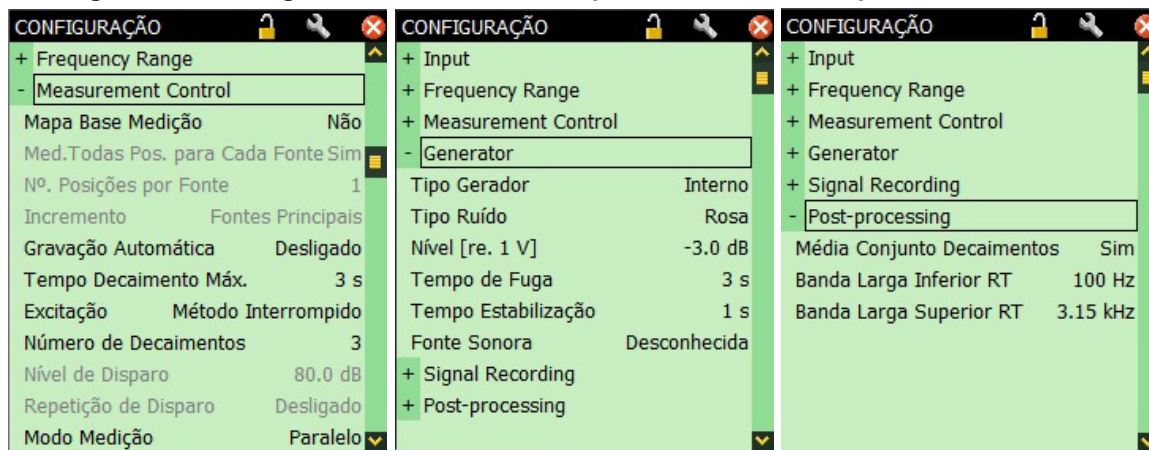 CONFIGURAÇÃO
+ Frequency Range
- Measurement Control
Mapa Base Medição Não
Med.Todas Pos. para Cada Fonte Sim
Nº. Posições por Fonte 1
Incremento Fontes Principais
Gravação Automática Desligado
Tempo Decaimento Máx. 3 s
Excitação Método Interrompido
Número de Decaimentos 3
Nível de Disparo 80.0 dB
Repetição de Disparo Desligado
Modo Medição Paralelo
CONFIGURAÇÃO
+ Input
+ Frequency Range
+ Measurement Control
- Generator
Tipo Gerador Interno
Tipo Ruído Rosa
Nível [re. 1 V] -3.0 dB
Tempo de Fuga 3 s
Tempo Estabilização 1 s
Fonte Sonora Desconhecida
+ Signal Recording
+ Post-processing
CONFIGURAÇÃO
+ Input
+ Frequency Range
+ Measurement Control
+ Generator
+ Signal Recording
- Post-processing
Média Conjunto Decaimentos Sim
Banda Larga Inferior RT 100 Hz
Banda Larga Superior RT 3.15 kHz